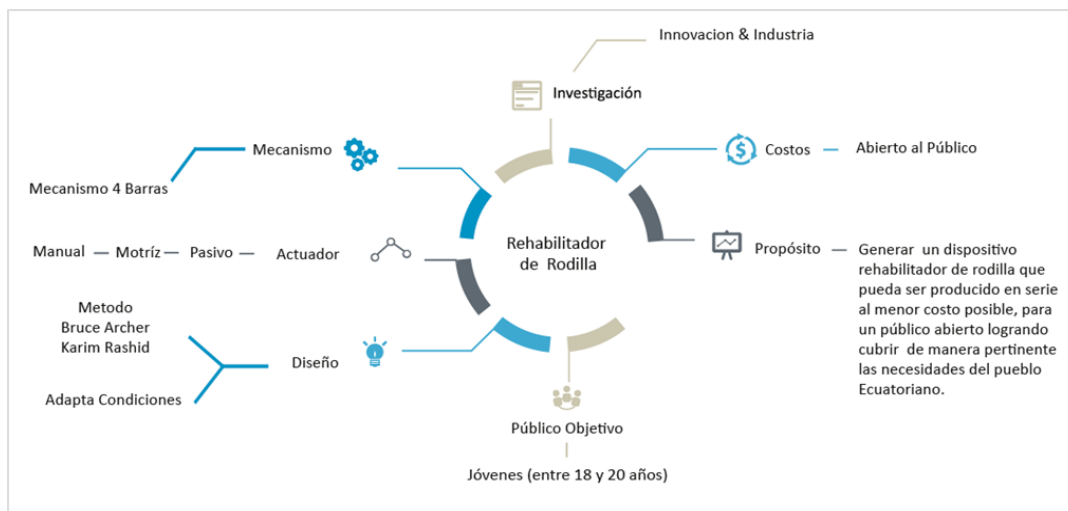 Innovacion & Industria
Investigación
Mecanismo
Mecanismo 4 Barras
Costos
Abierto al Público
Rehabilitador
de Rodilla
Manual
Motríz
Pasivo
Actuador
Propósito
Generar un dispositivo
rehabilitador de rodilla que
pueda ser producido en serie
al menor costo posible, para
un público abierto logrando
cubrir de manera pertinente
las necesidades del pueblo
Ecuatoriano.
Metodo
Bruce Archer
Karim Rashid
Diseño
Adapta Condiciones
Público Objetivo
Jóvenes (entre 18 y 20 años)